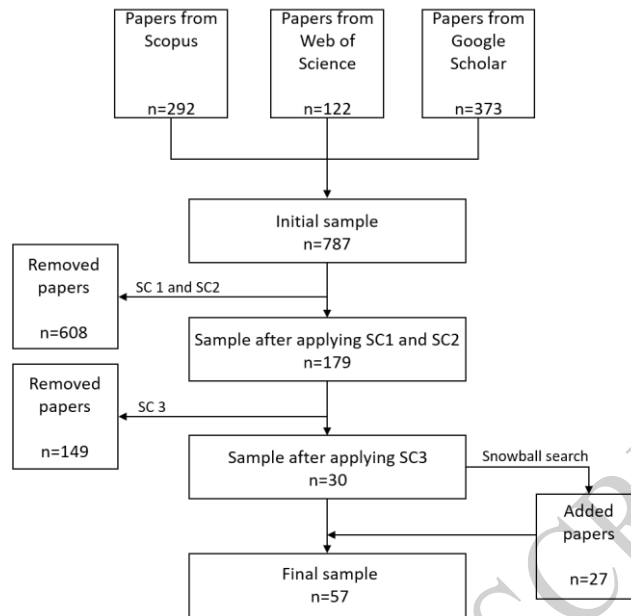 Papers from
Scopus
n=292
Papers from
Web of
Science
n=122
Papers from
Google
Scholar
n=373
Initial sample
n=787
Removed
papers
n=608
SC 1 and SC2
Sample after applying SC1 and SC2
n=179
Removed
papers
n=149
SC 3
Sample after applying SC3
n=30
Snowball search
Added
papers
n=27
Final sample
n=57